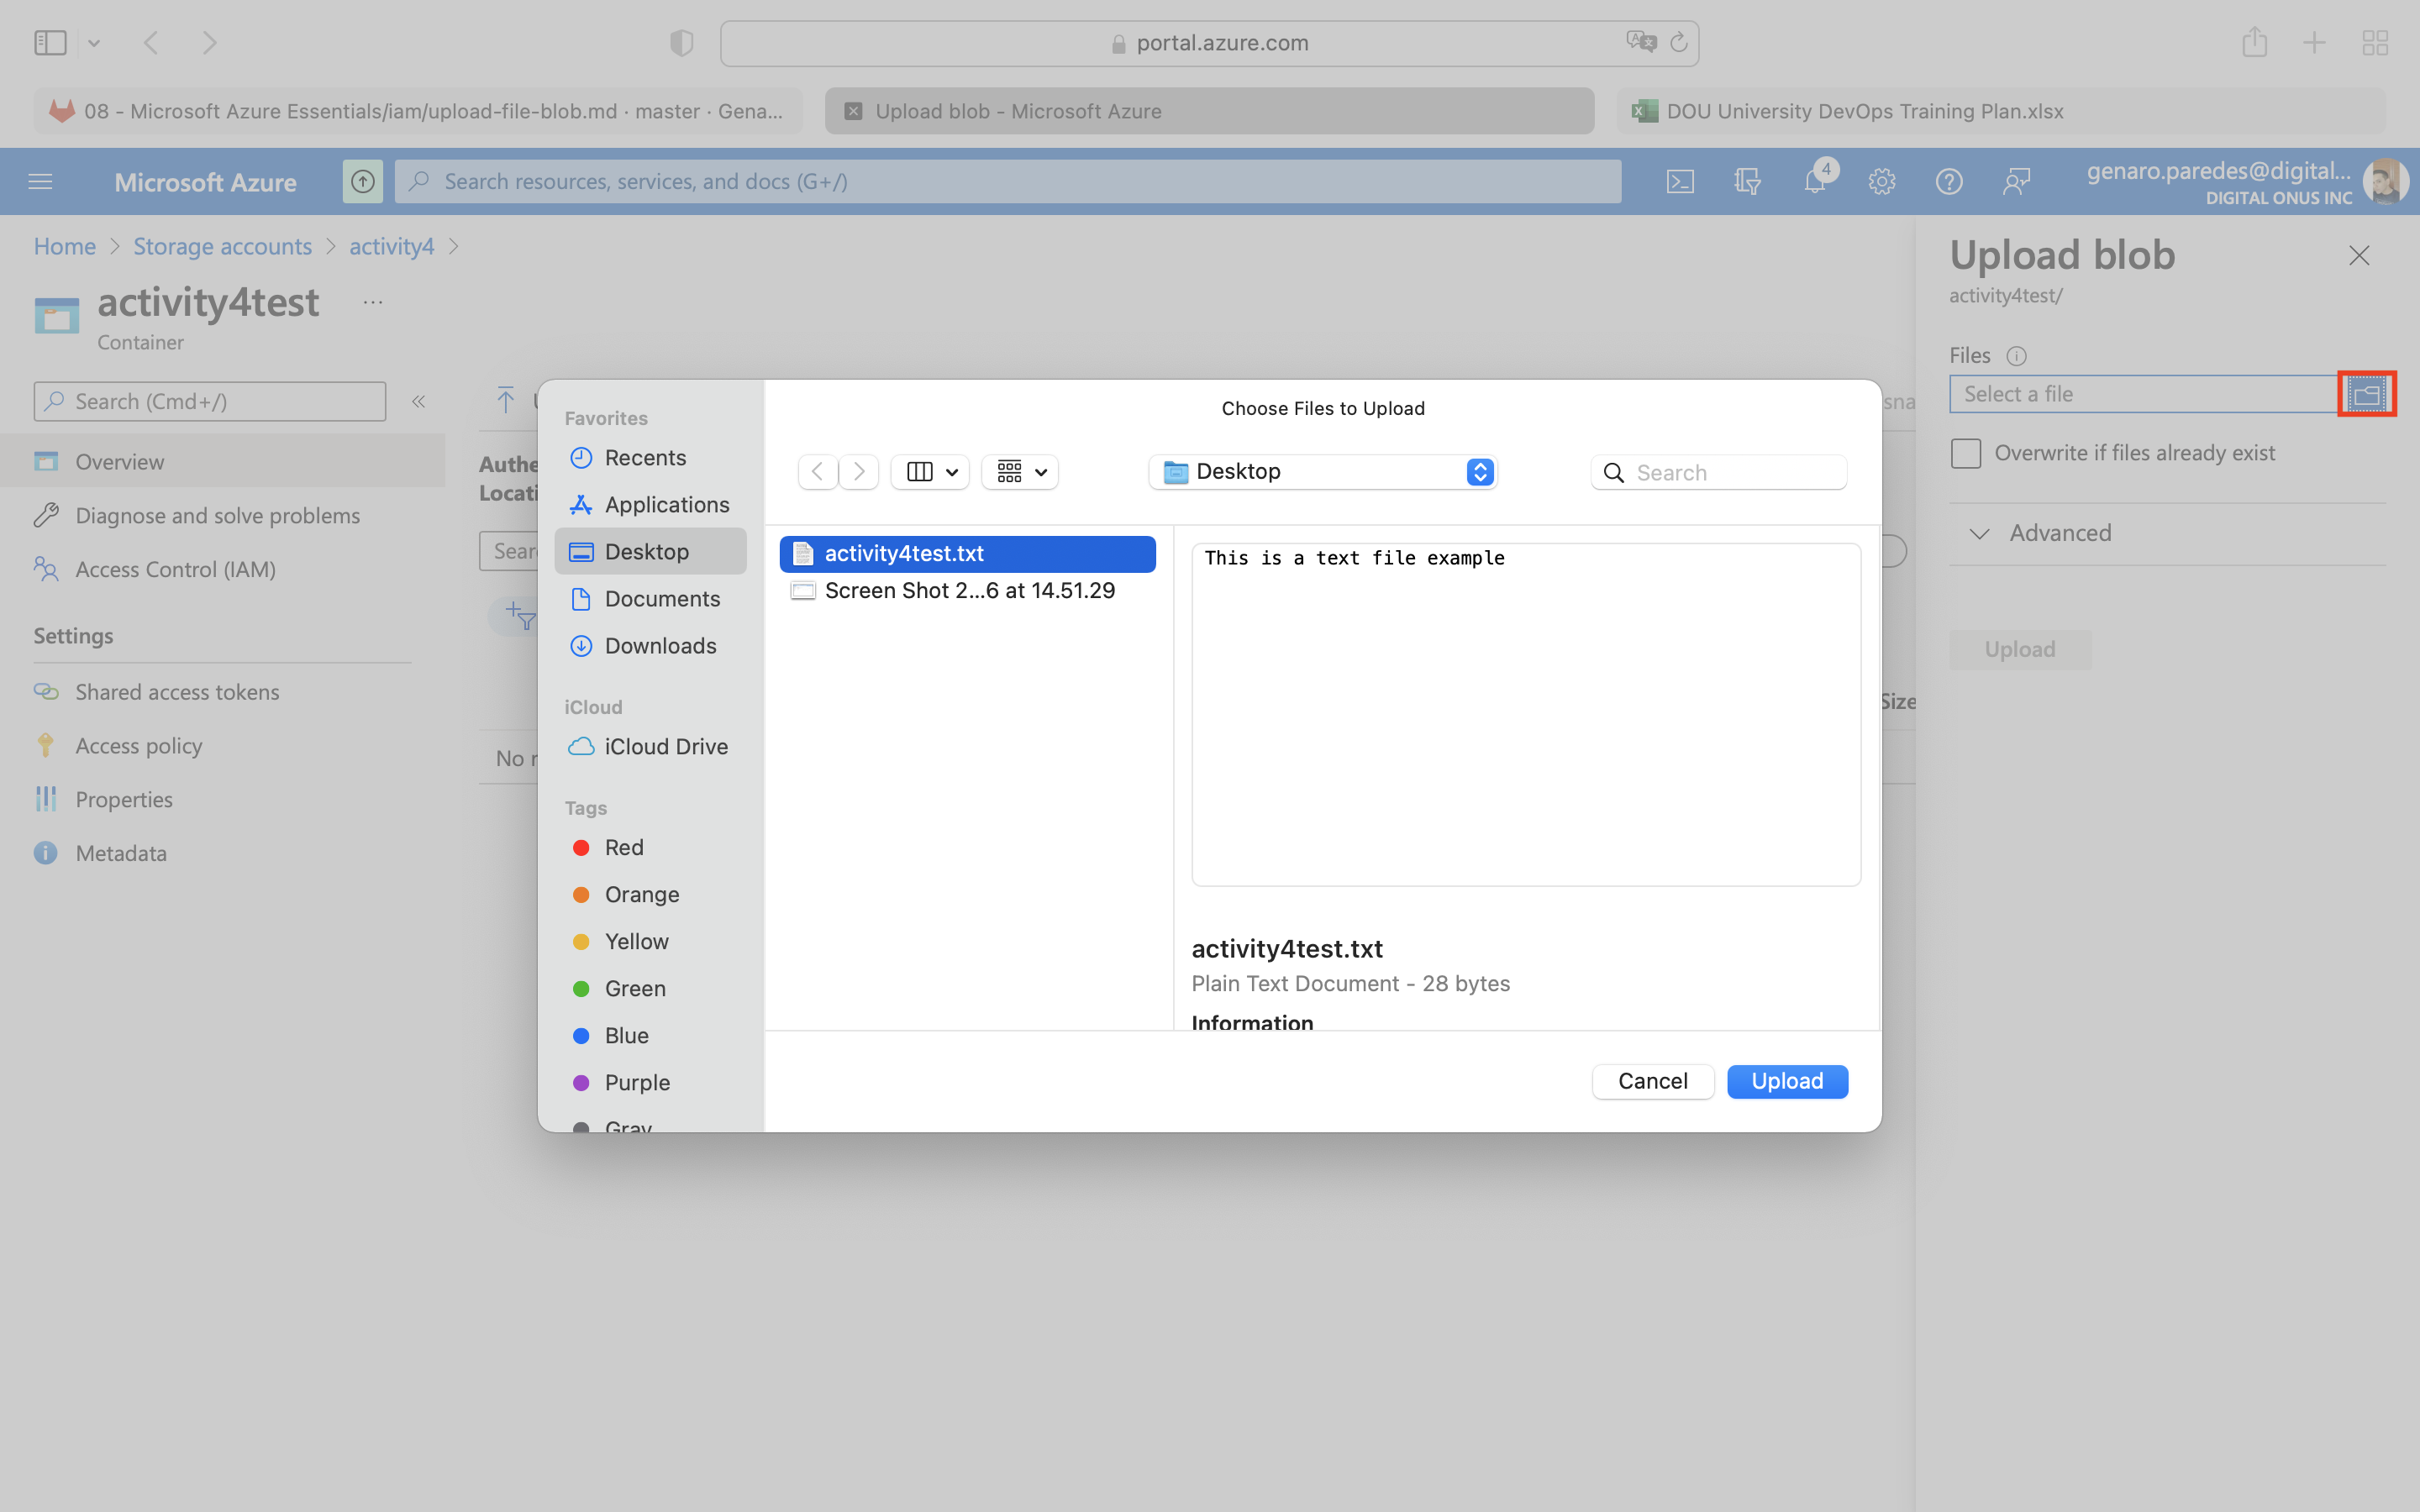 portal.azure.com
08 - Microsoft Azure Essentials/iam/upload-file-blob.md · master · Gena...
Upload blob - Microsoft Azure
DOU University DevOps Training Plan.xlsx
Microsoft Azure
Search resources, services, and docs (G+/)
4
genaro.paredes@digital...
DIGITAL ONUS INC
Home > Storage accounts > activity4 >
activity4test
...
Container
Search (Cmd+/)
«
Overview
Diagnose and solve problems
Access Control (IAM)
Settings
Shared access tokens
Access policy
Properties
Metadata
Authe
Locati
Sear
No r
sna
Size
Favorites
Recents
Applications
Desktop
Documents
Downloads
iCloud
iCloud Drive
Tags
Red
Orange
Yellow
Green
Blue
Purple
Gray
Choose Files to Upload
Desktop
Search
activity4test.txt
Screen Shot 2...6 at 14.51.29
This is a text file example
activity4test.txt
Plain Text Document - 28 bytes
Information
Cancel
Upload
Upload blob
activity4test/
Files
Select a file
Overwrite if files already exist
Advanced
Upload